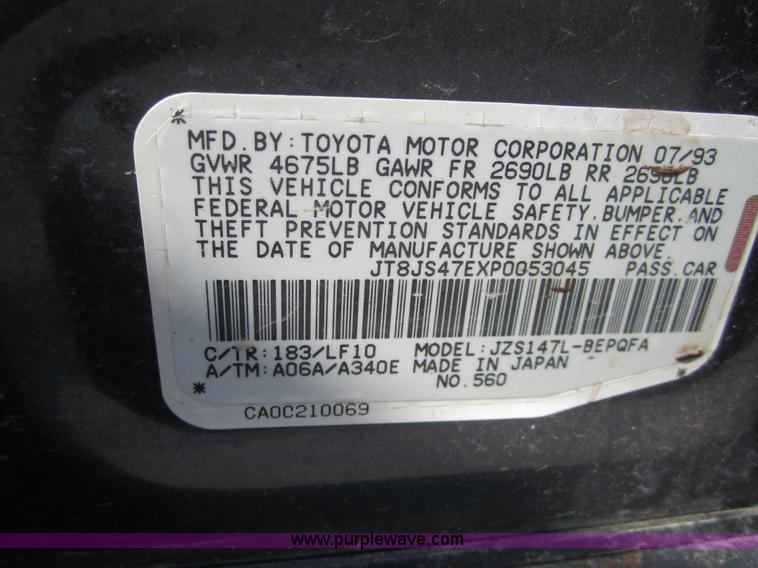 MFD. BY: TOYOTA MOTOR CORPORATION 07/93
GVWR 4675LB GAWR FR 2690LB RR 2690LB
THIS VEHICLE CONFORMS TO ALL APPLICABLE
FEDERAL MOTOR VEHICLE SAFETY, BUMPER, AND
THEFT PREVENTION STANDARDS IN EFFECT ON
THE DATE OF MANUFACTURE SHOWN ABOVE.
JT8JS47EXP0053045 PASS. CAR
C/TR: 183/LF10 MODEL: JZS147L-BEPQFA
A/TM: A06A/A340E MADE IN JAPAN
NO. 560
CA0C210069
www.purplewave.com